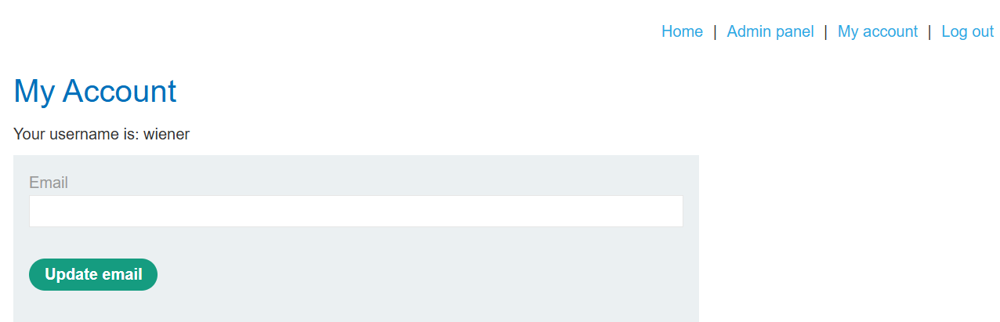 Home | Admin panel | My account | Log out
My Account
Your username is: wiener
Email
Update email